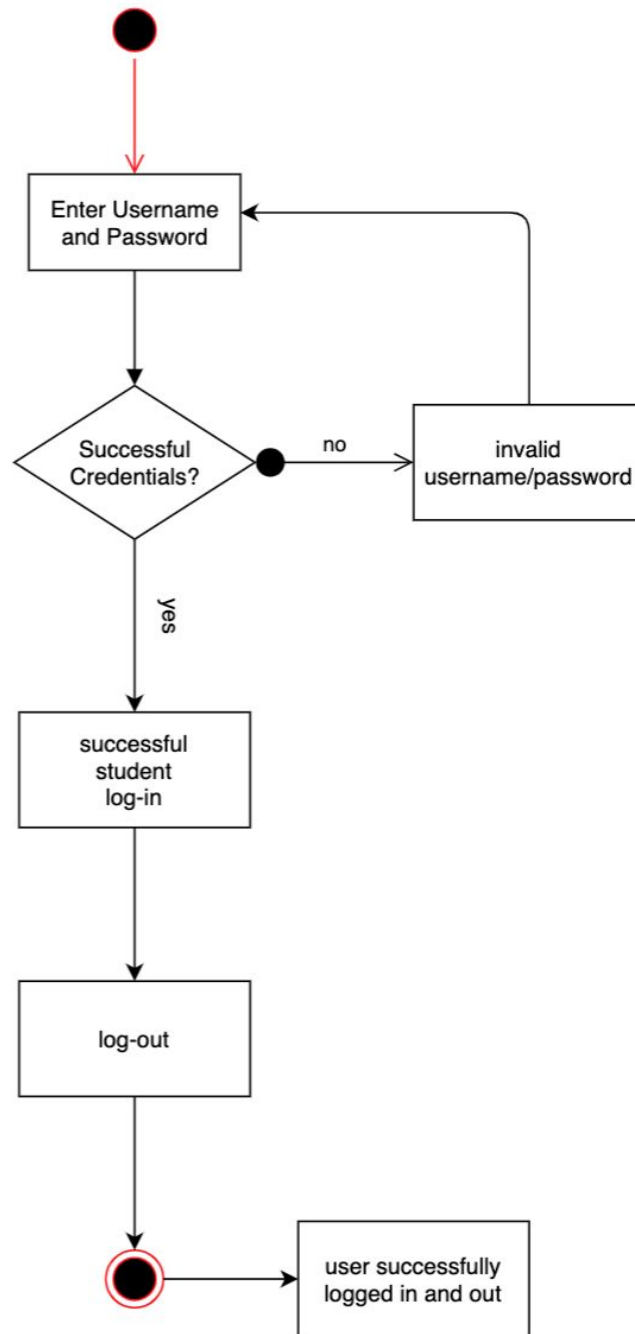 Enter Username
and Password
Successful
Credentials?
no
invalid
username/password
yes
successful
student
log-in
log-out
user successfully
logged in and out